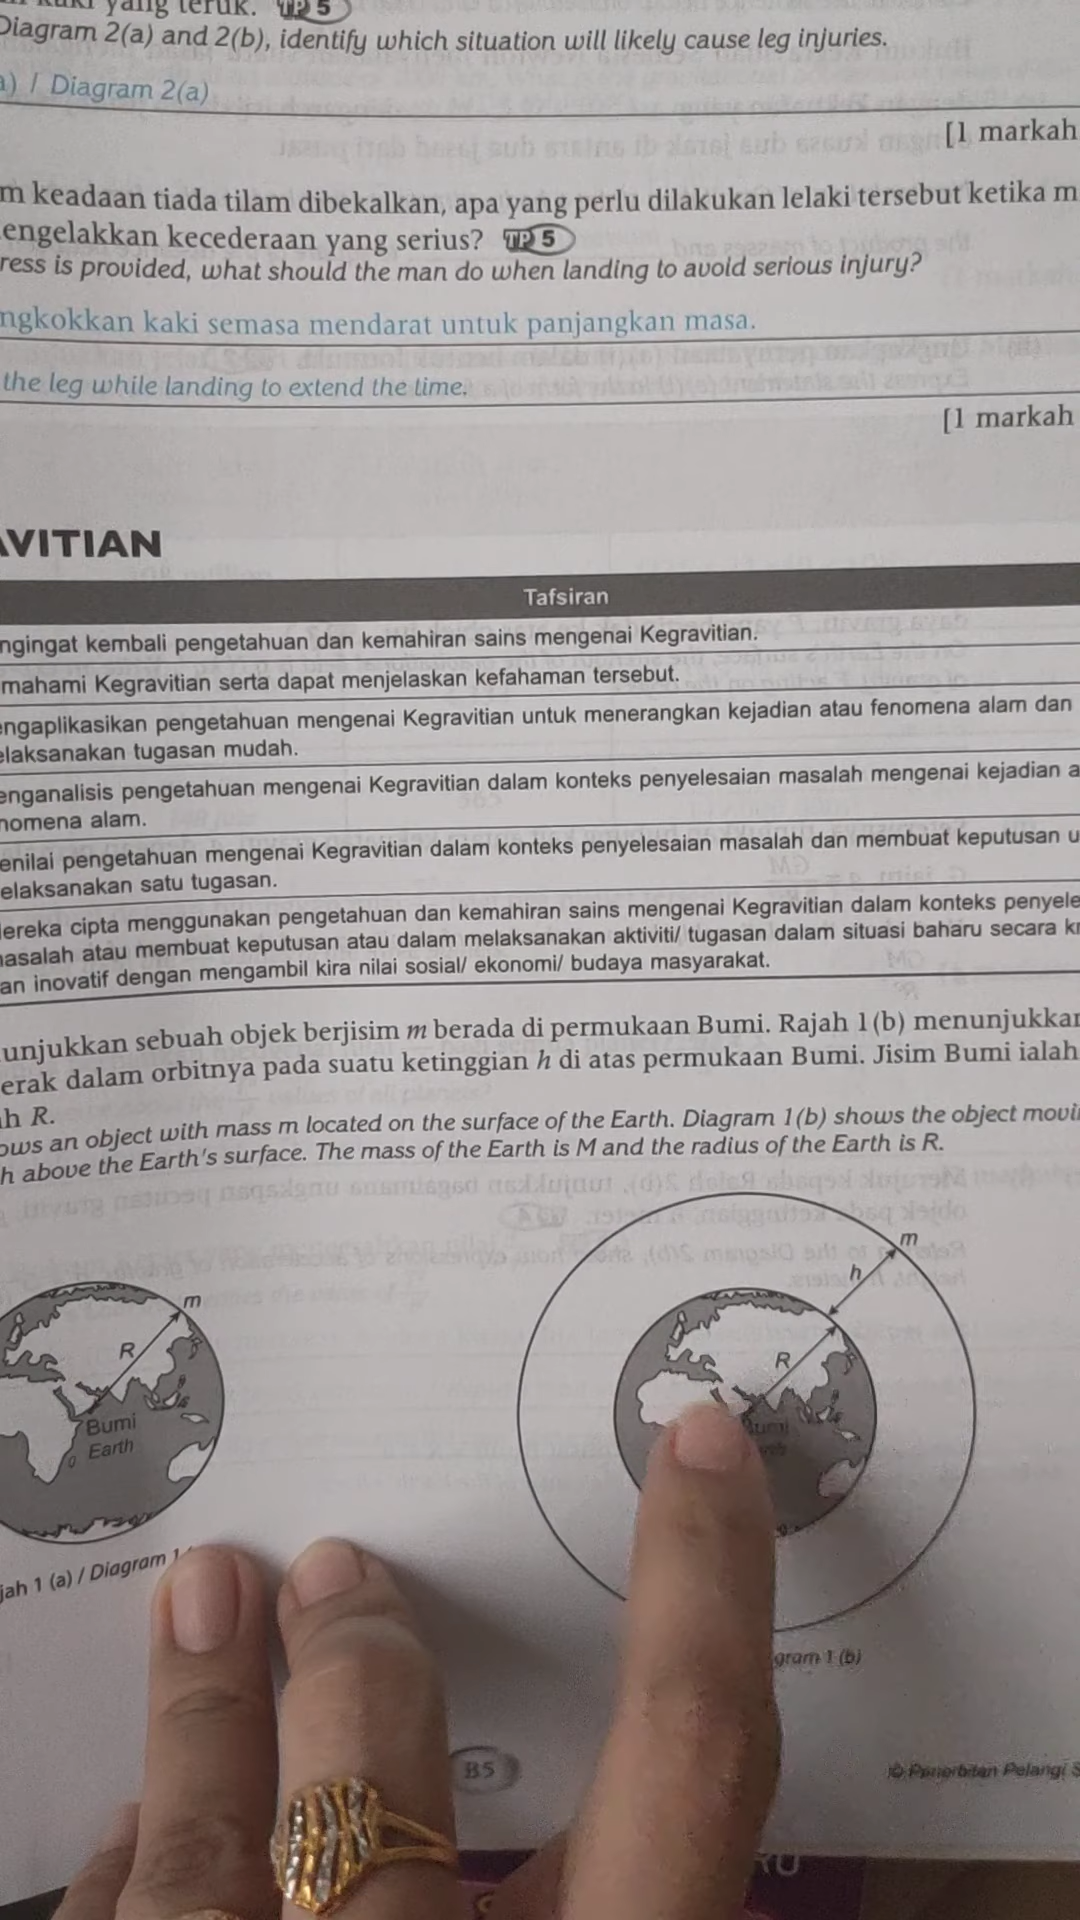 yang teruk. TP 5
Diagram 2(a) and 2(b), identify which situation will likely cause leg injuries.
a) / Diagram 2(a)
[1 markah
m keadaan tiada tilam dibekalkan, apa yang perlu dilakukan lelaki tersebut ketika m
engelakkan kecederaan yang serius? TP 5
ress is provided, what should the man do when landing to avoid serious injury?
ngkokkan kaki semasa mendarat untuk panjangkan masa.
the leg while landing to extend the time.
[1 markah
AVITIAN
Tafsiran
ngingat kembali pengetahuan dan kemahiran sains mengenai Kegravitian.
mahami Kegravitian serta dapat menjelaskan kefahaman tersebut.
engaplikasikan pengetahuan mengenai Kegravitian untuk menerangkan kejadian atau fenomena alam dan
elaksanakan tugasan mudah.
enganalisis pengetahuan mengenai Kegravitian dalam konteks penyelesaian masalah mengenai kejadian a
nomena alam.
enilai pengetahuan mengenai Kegravitian dalam konteks penyelesaian masalah dan membuat keputusan u
elaksanakan satu tugasan.
ereka cipta menggunakan pengetahuan dan kemahiran sains mengenai Kegravitian dalam konteks penyele
asalah atau membuat keputusan atau dalam melaksanakan aktiviti/ tugasan dalam situasi baharu secara kr
an inovatif dengan mengambil kira nilai sosial/ ekonomi/ budaya masyarakat.
unjukkan sebuah objek berjisim m berada di permukaan Bumi. Rajah 1(b) menunjukkan
erak dalam orbitnya pada suatu ketinggian h di atas permukaan Bumi. Jisim Bumi ialah
ah R.
ows an object with mass m located on the surface of the Earth. Diagram 1(b) shows the object movi
h above the Earth's surface. The mass of the Earth is M and the radius of the Earth is R.
m
h
m
R
R
Bumi
Earth
Bumi
jah 1 (a) / Diagram 1
gram 1 (b)
B5
© Penerbitan Pelangi S